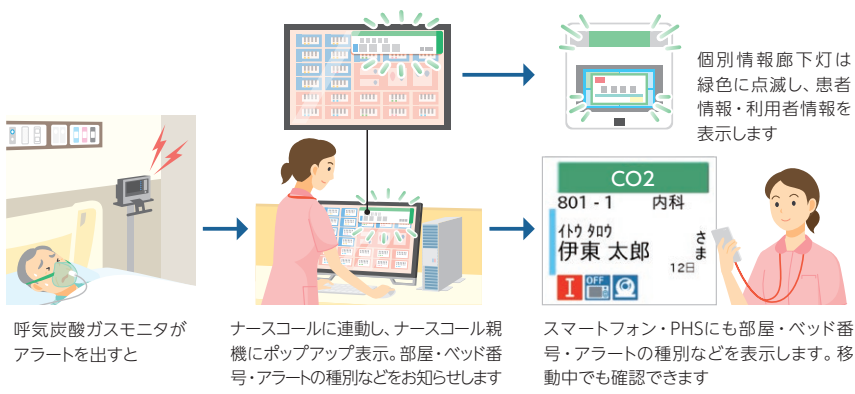 個別情報廊下灯は
緑色に点滅し、患者
情報・利用者情報を
表示します
CO2
801 - 1 内科
イトウ タロウ
伊東 太郎 さま
12日
I OFF
呼気炭酸ガスモニタが
アラートを出すと
ナースコールに連動し、ナースコール親
機にポップアップ表示。部屋・ベッド番
号・アラートの種別などをお知らせします
スマートフォン・PHSにも部屋・ベッド番
号・アラートの種別などを表示します。移
動中でも確認できます